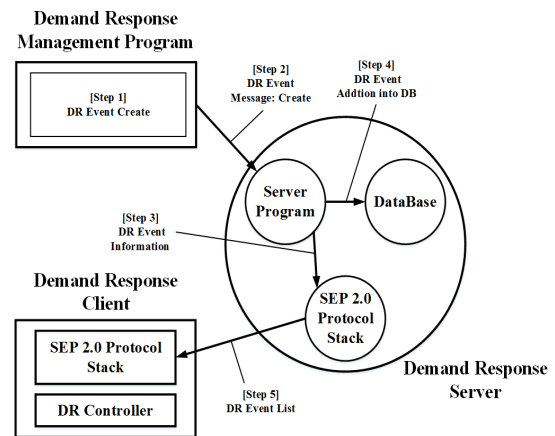 Demand Response
Management Program
[Step 1]
DR Event Create
[Step 2]
DR Event
Message: Create
[Step 4]
DR Event
Addtion into DB
Server
Program
DataBase
[Step 3]
DR Event
Information
SEP 2.0
Protocol
Stack
Demand Response
Client
SEP 2.0 Protocol
Stack
DR Controller
[Step 5]
DR Event List
Demand Response
Server